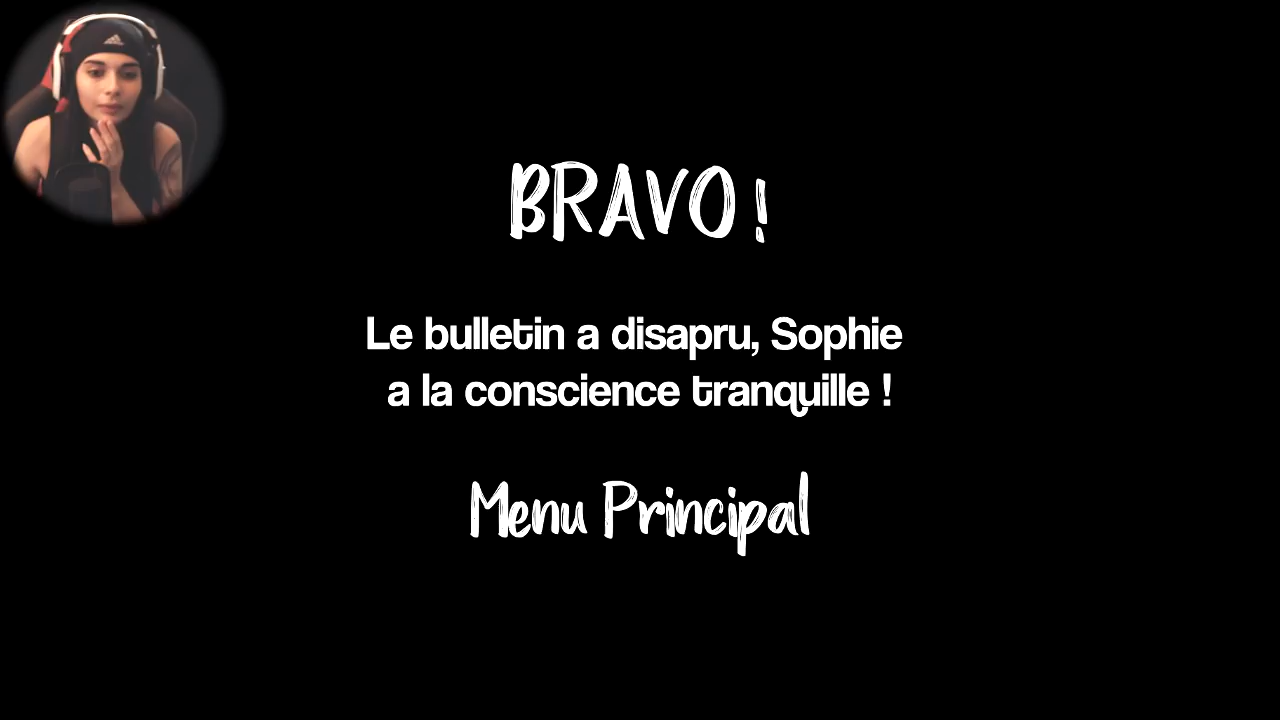 BRAVO !
Le bulletin a disapru, Sophie
a la conscience tranquille !
Menu Principal